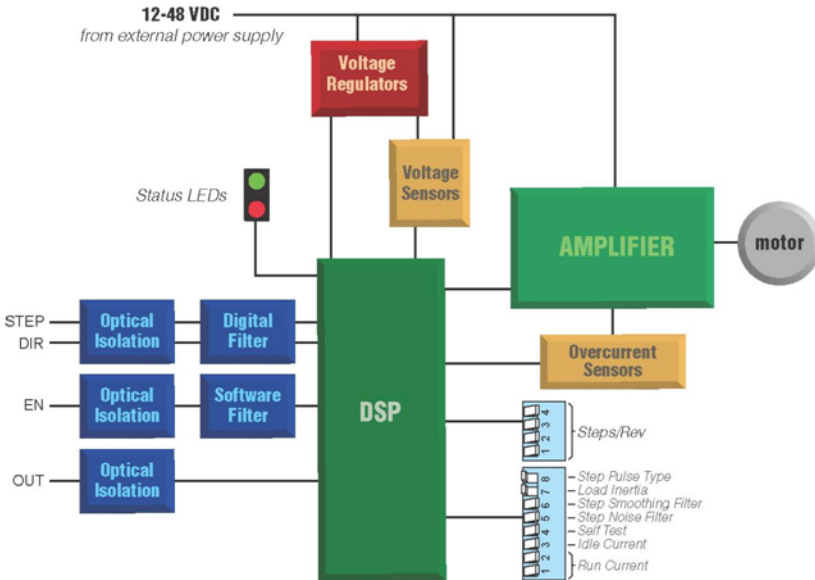 12-48 VDC
from external power supply
Voltage
Regulators
Voltage
Sensors
Status LEDs
AMPLIFIER
motor
STEP
DIR
Optical
Isolation
Digital
Filter
Overcurrent
Sensors
EN
Optical
Isolation
Software
Filter
DSP
4
3
2
1
Steps/Rev
OUT
Optical
Isolation
8
7
6
5
4
3
2
1
Step Pulse Type
Load Inertia
Step Smoothing Filter
Step Noise Filter
Self Test
Idle Current
Run Current